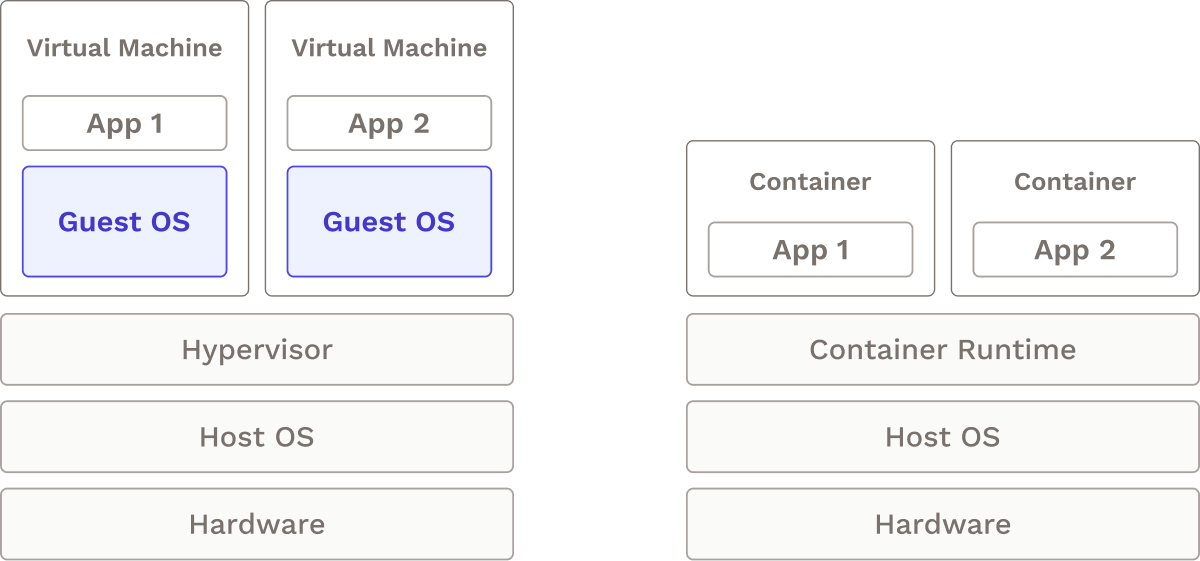 Virtual Machine
App 1
Guest OS
Virtual Machine
App 2
Guest OS
Hypervisor
Host OS
Hardware
Container
App 1
Container
App 2
Container Runtime
Host OS
Hardware